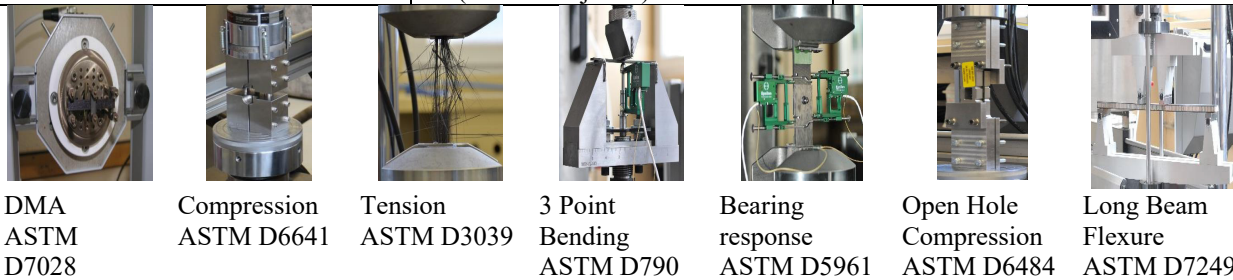 DMA
ASTM
D7028
Compression
ASTM D6641
Tension
ASTM D3039
3 Point
Bending
ASTM D790
Bearing
response
ASTM D5961
Open Hole
Compression
ASTM D6484
Long Beam
Flexure
ASTM D7249